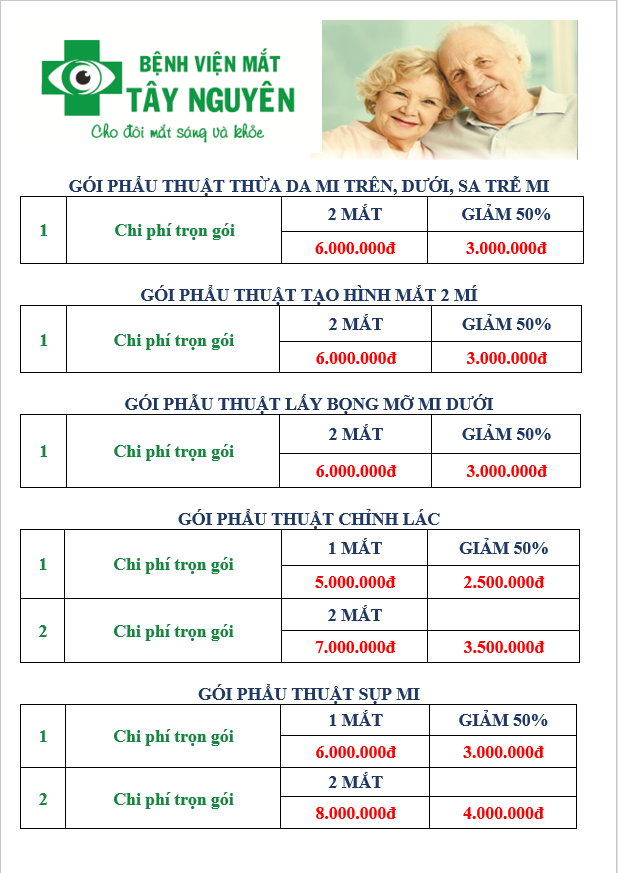 BỆNH VIỆN MẮT
TÂY NGUYÊN
Cho đôi mắt sáng và khỏe
GÓI PHẨU THUẬT THỪA DA MI TRÊN, DƯỚI, SA TRỄ MI
1 Chi phí trọn gói 2 MẮT GIẢM 50%
6.000.000đ 3.000.000đ
GÓI PHẨU THUẬT TẠO HÌNH MẮT 2 MÍ
1 Chi phí trọn gói 2 MẮT GIẢM 50%
6.000.000đ 3.000.000đ
GÓI PHẨU THUẬT LẤY BỌNG MỠ MI DƯỚI
1 Chi phí trọn gói 2 MẮT GIẢM 50%
6.000.000đ 3.000.000đ
GÓI PHẨU THUẬT CHỈNH LÁC
1 Chi phí trọn gói 1 MẮT GIẢM 50%
5.000.000đ 2.500.000đ
2 Chi phí trọn gói 2 MẮT
7.000.000đ 3.500.000đ
GÓI PHẨU THUẬT SỤP MI
1 Chi phí trọn gói 1 MẮT GIẢM 50%
6.000.000đ 3.000.000đ
2 Chi phí trọn gói 2 MẮT
8.000.000đ 4.000.000đ